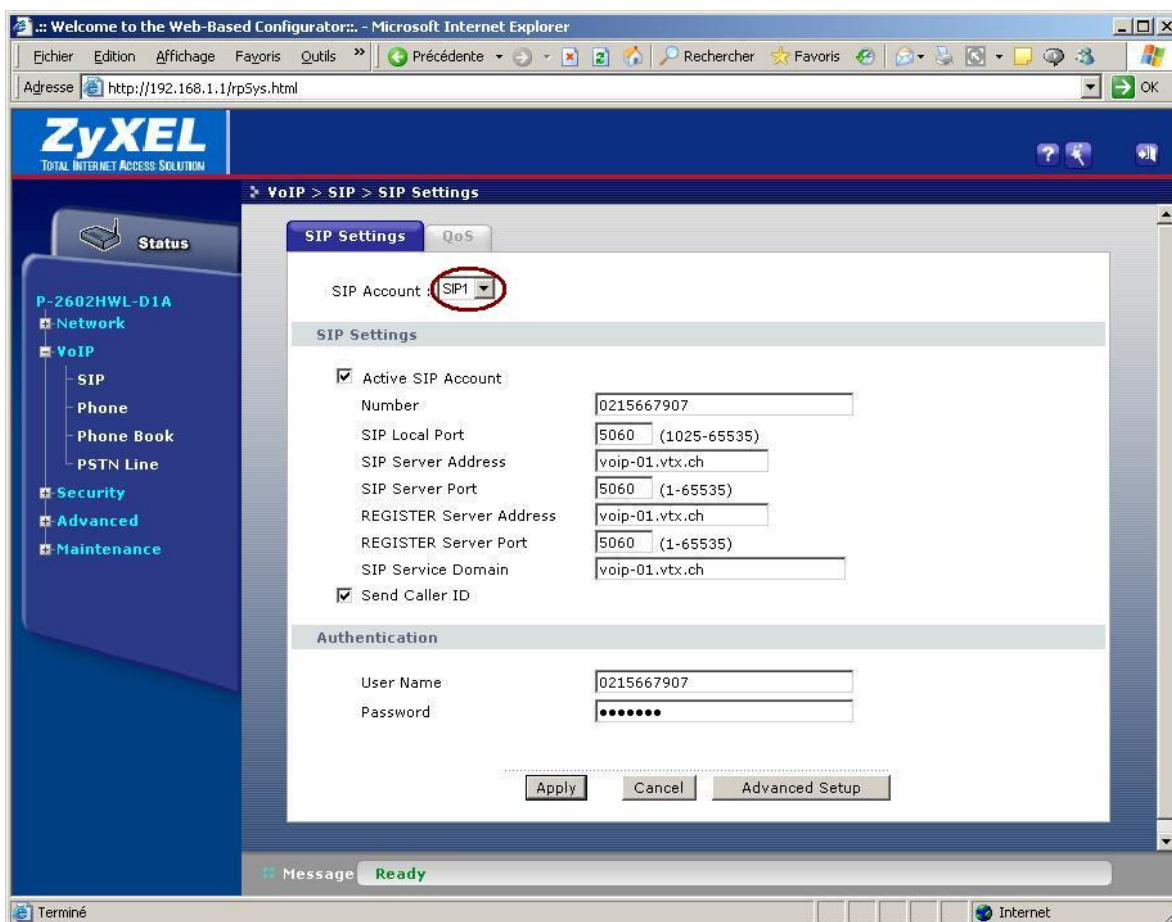 .:: Welcome to the Web-Based Configurator::. - Microsoft Internet Explorer
Fichier Edition Affichage Favoris Outils » Précédente Rechercher Favoris
Adresse http://192.168.1.1/rpSys.html OK
ZyXEL
TOTAL INTERNET ACCESS SOLUTION
VoIP > SIP > SIP Settings
Status
P-2602HWL-D1A
Network
VoIP
SIP
Phone
Phone Book
PSTN Line
Security
Advanced
Maintenance
SIP Settings QoS
SIP Account : SIP1
SIP Settings
Active SIP Account
Number 0215667907
SIP Local Port 5060 (1025-65535)
SIP Server Address voip-01.vtx.ch
SIP Server Port 5060 (1-65535)
REGISTER Server Address voip-01.vtx.ch
REGISTER Server Port 5060 (1-65535)
SIP Service Domain voip-01.vtx.ch
Send Caller ID
Authentication
User Name 0215667907
Password •••••••
Apply Cancel Advanced Setup
Message Ready
Terminé Internet